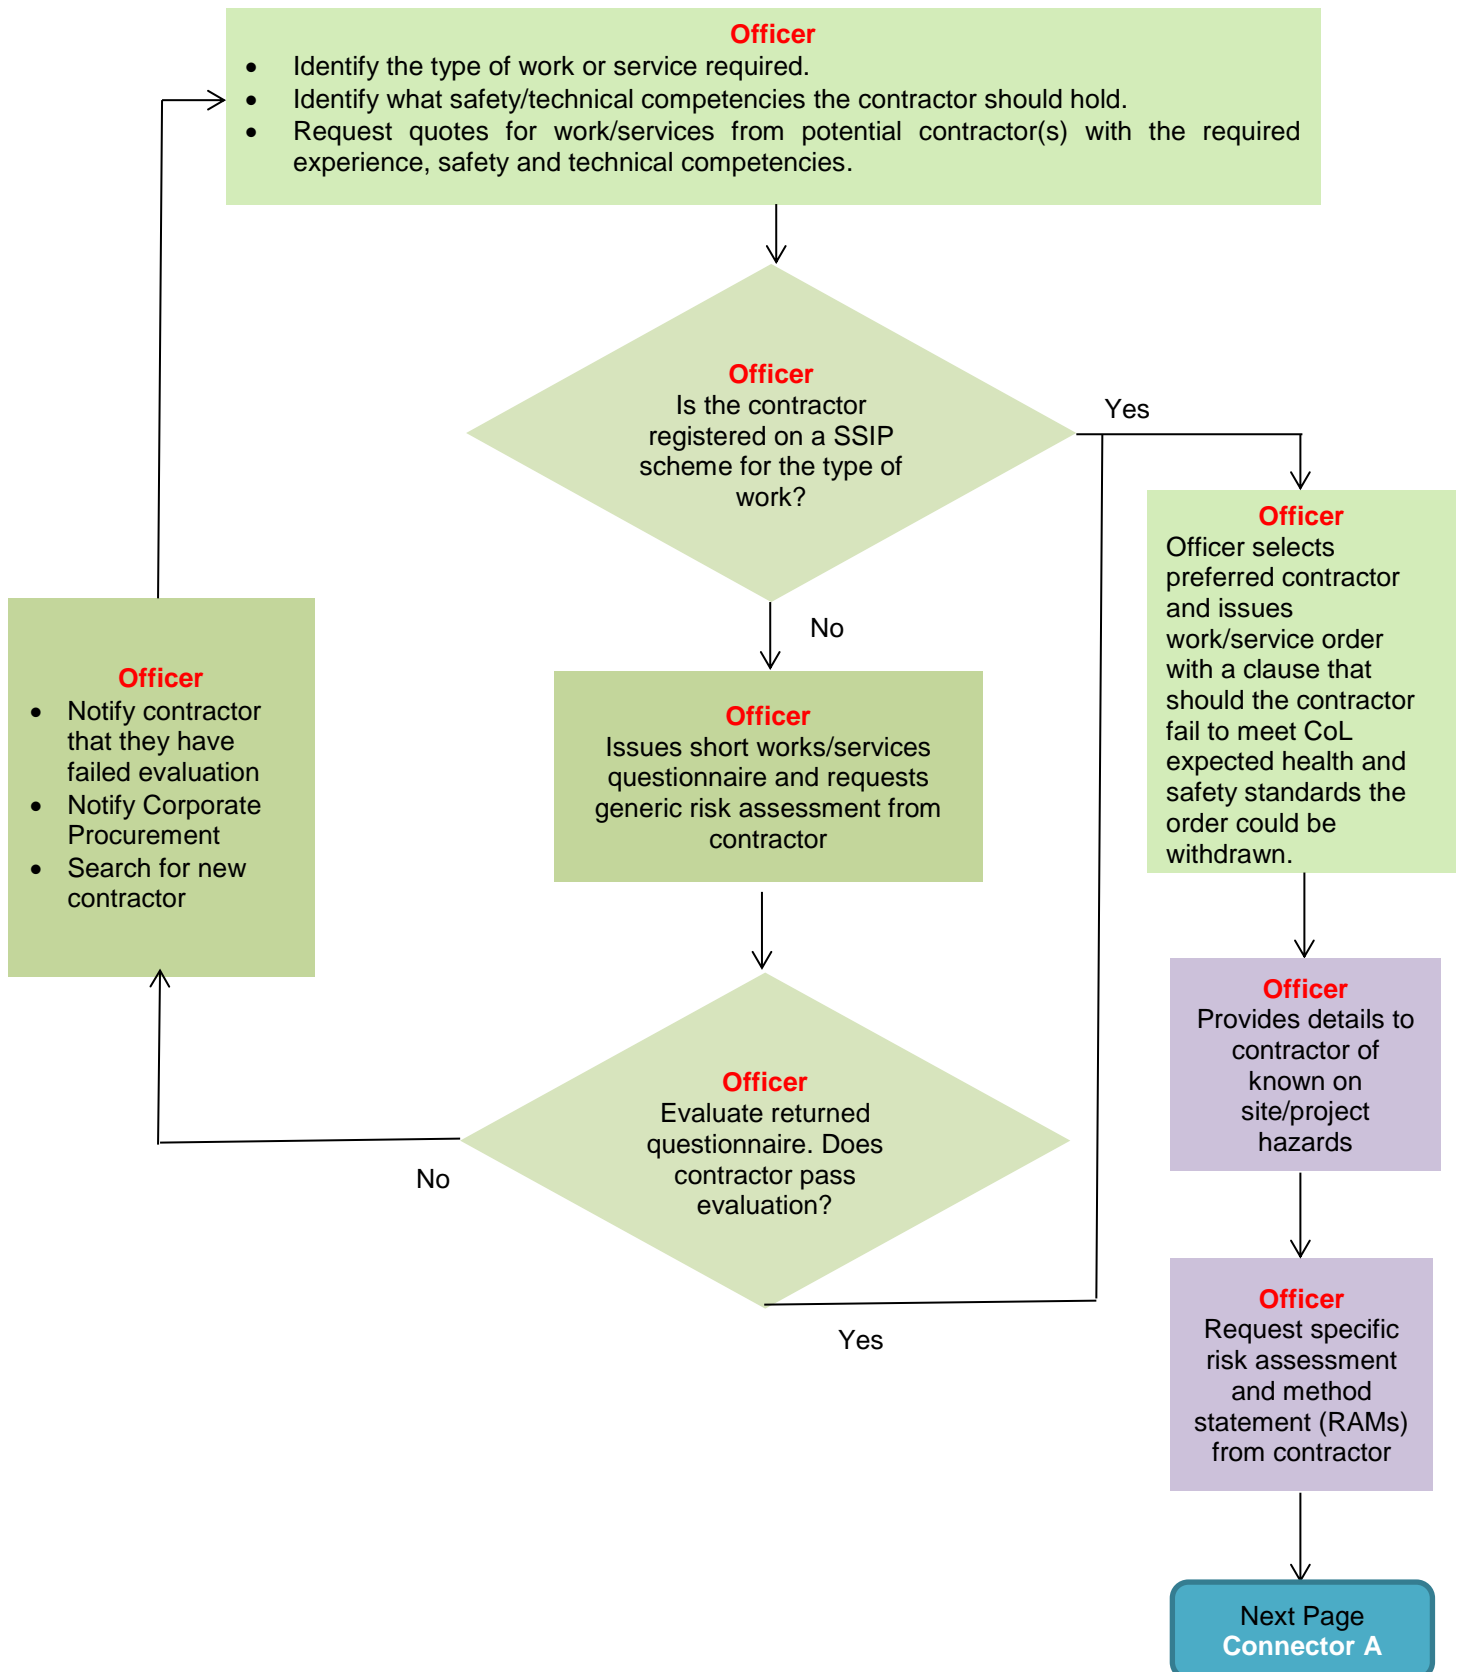 Officer
• Identify the type of work or service required.
• Identify what safety/technical competencies the contractor should hold.
• Request quotes for work/services from potential contractor(s) with the required
experience, safety and technical competencies.
Officer
Is the contractor
registered on a SSIP
scheme for the type of
work?
Yes
No
Officer
Officer selects
preferred contractor
and issues
work/service order
with a clause that
should the contractor
fail to meet CoL
expected health and
safety standards the
order could be
withdrawn.
Officer
• Notify contractor
that they have
failed evaluation
• Notify Corporate
Procurement
• Search for new
contractor
Officer
Issues short works/services
questionnaire and requests
generic risk assessment from
contractor
Officer
Evaluate returned
questionnaire. Does
contractor pass
evaluation?
No
Yes
Officer
Provides details to
contractor of
known on
site/project
hazards
Officer
Request specific
risk assessment
and method
statement (RAMs)
from contractor
Next Page
Connector A